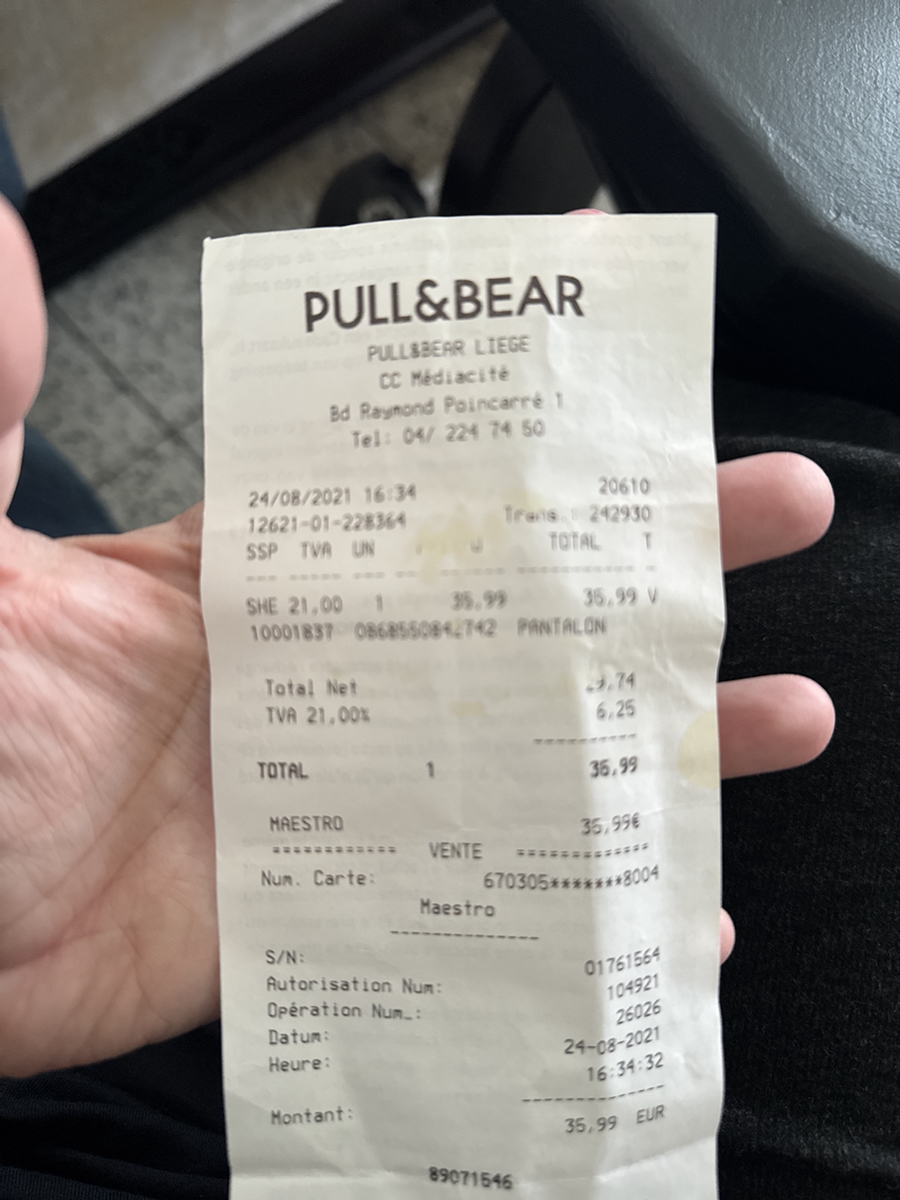 PULL&BEAR
PULL&BEAR LIEGE
CC Médiacité
Bd Raymond Poincarré 1
Tel: 04/ 224 74 50
24/08/2021 16:34 20610
12621-01-228364 Trans.: 242930
SSP TVA UN TOTAL T
--- ----- --- -- ------ ---------- -
SHE 21,00 1 35,99 35,99 V
10001837 PANTALON
Total Net
TVA 21.00% 6,25
----------
TOTAL 1 35,99
MAESTRO 35,99€
============ VENTE =============
Num. Carte: 670305*******8004
Maestro
--------------
S/N: 01761564
Autorisation Num: 104921
Opération Num.: 26026
Datum: 24-08-2021
Heure: 16:34:32
-------------
Montant: 35,99 EUR
89071546